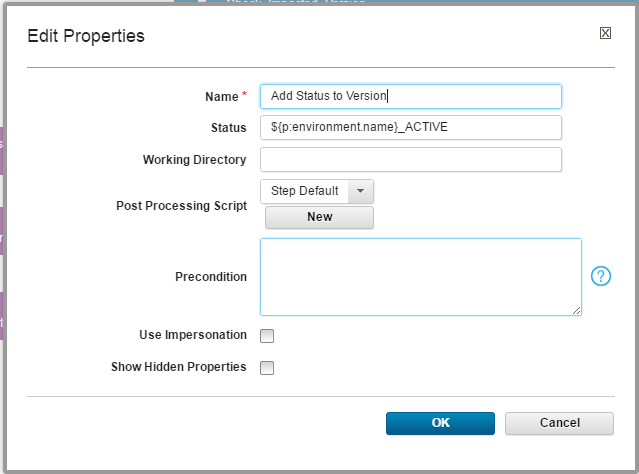 Edit Properties
Name * Add Status to Version
Status ${p:environment.name}_ACTIVE
Working Directory
Post Processing Script Step Default
New
Precondition
?
Use Impersonation
Show Hidden Properties
OK Cancel